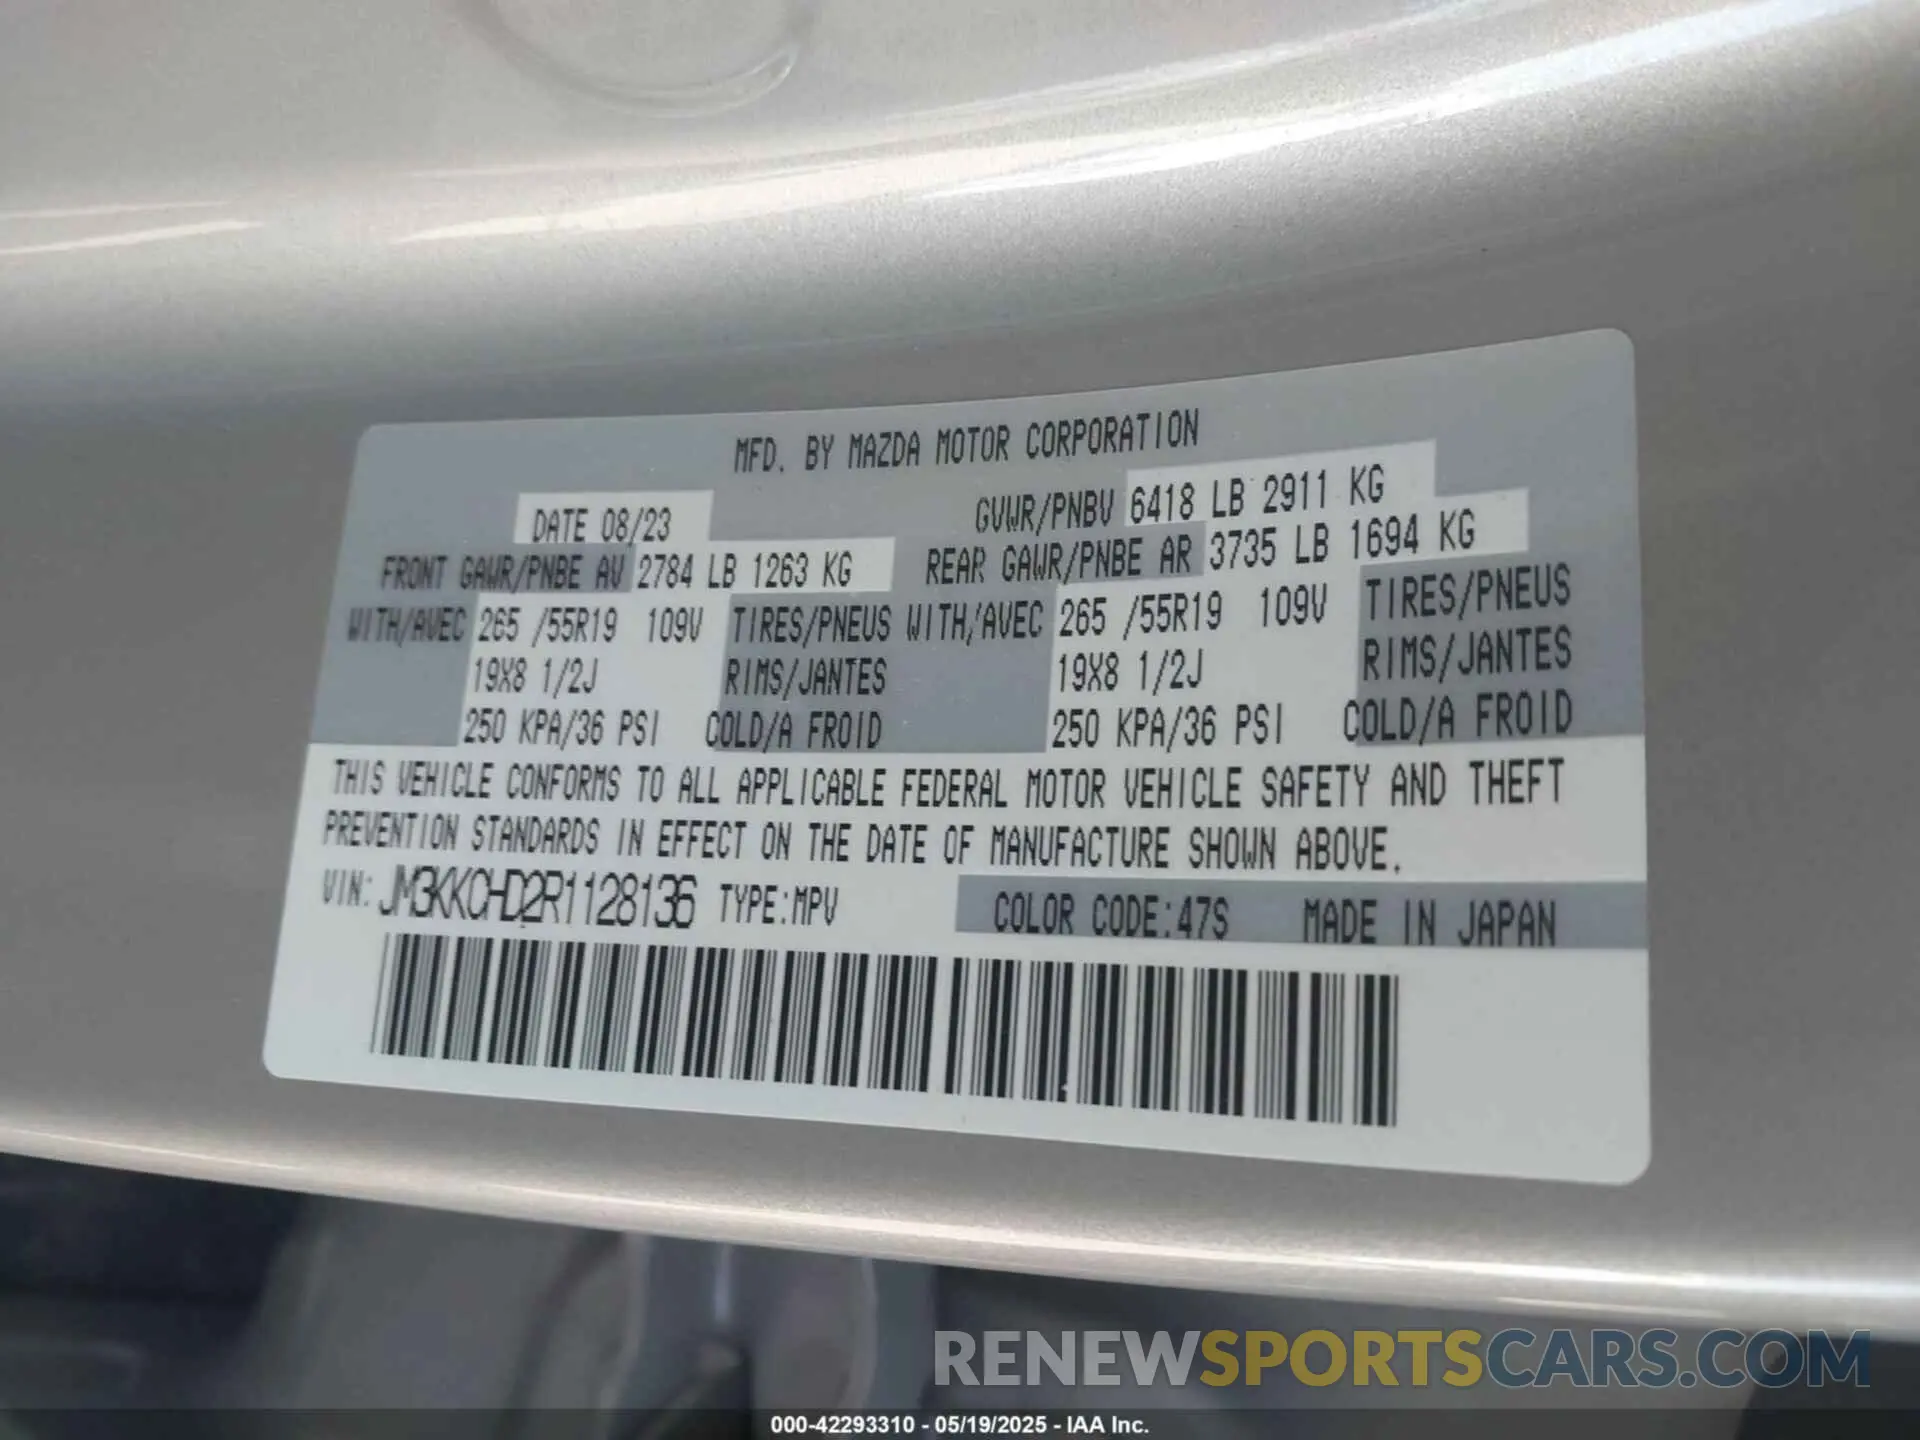 MFD. BY MAZDA MOTOR CORPORATION
DATE 08/23 GVWR/PNBV 6418 LB 2911 KG
FRONT GAWR/PNBE AV 2784 LB 1263 KG REAR GAWR/PNBE AR 3735 LB 1694 KG
WITH/AVEC 265 /55R19 109V TIRES/PNEUS WITH/AVEC 265 /55R19 109V TIRES/PNEUS
19X8 1/2J RIMS/JANTES 19X8 1/2J RIMS/JANTES
250 KPA/36 PSI COLD/A FROID 250 KPA/36 PSI COLD/A FROID
THIS VEHICLE CONFORMS TO ALL APPLICABLE FEDERAL MOTOR VEHICLE SAFETY AND THEFT
PREVENTION STANDARDS IN EFFECT ON THE DATE OF MANUFACTURE SHOWN ABOVE.
VIN: JM3KKCHD2R1128136 TYPE:MPV COLOR CODE:47S MADE IN JAPAN
RENEWSPORTSCARS.COM
000-42293310 - 05/19/2025 - IAA Inc.